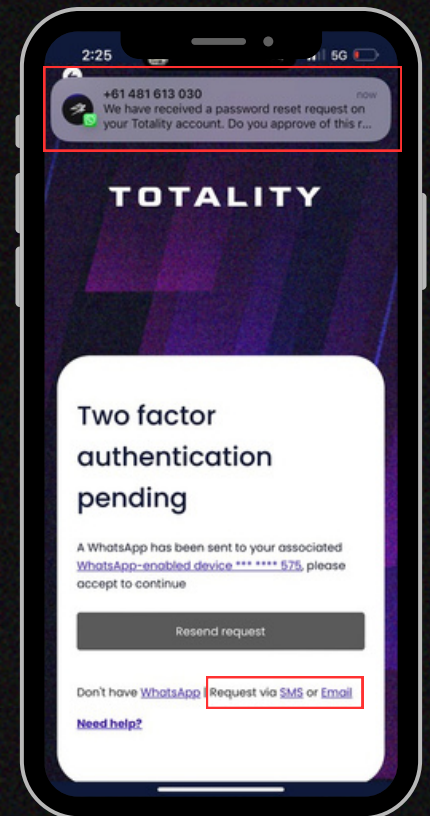 2:25
5G
+61 481 613 030 now
We have received a password reset request on
your Totality account. Do you approve of this r...
TOTALITY
Two factor
authentication
pending
A WhatsApp has been sent to your associated
WhatsApp-enabled device *** **** 575, please
accept to continue
Resend request
Don't have WhatsApp | Request via SMS or Email
Need help?